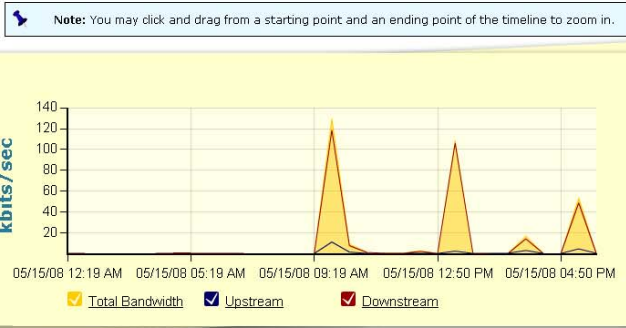 Note: You may click and drag from a starting point and an ending point of the timeline to zoom in.
140
120
100
80
60
40
20
kbits/sec
05/15/08 12:19 AM 05/15/08 05:19 AM 05/15/08 09:19 AM 05/15/08 12:50 PM 05/15/08 04:50 PM
Total Bandwidth Upstream Downstream